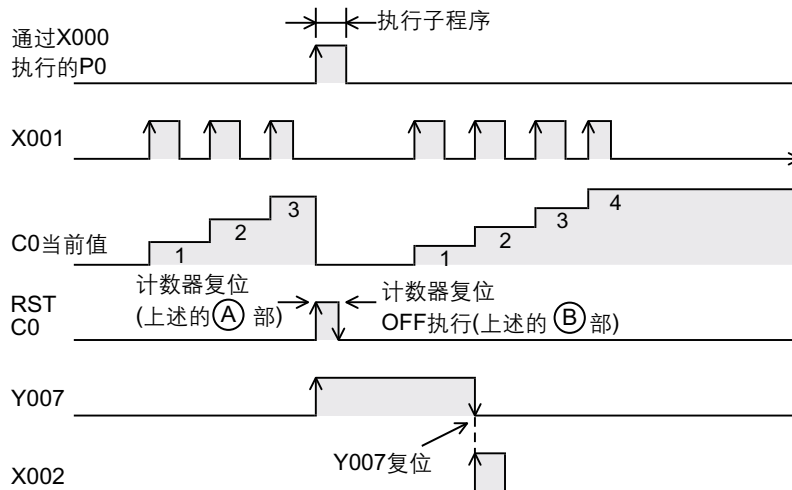 执行子程序
通过X000
执行的P0
X001
C0当前值
1
2
3
1
2
3
4
计数器复位
(上述的Ⓐ 部)
计数器复位
OFF执行(上述的Ⓑ部)
RST
C0
Y007
Y007复位
X002